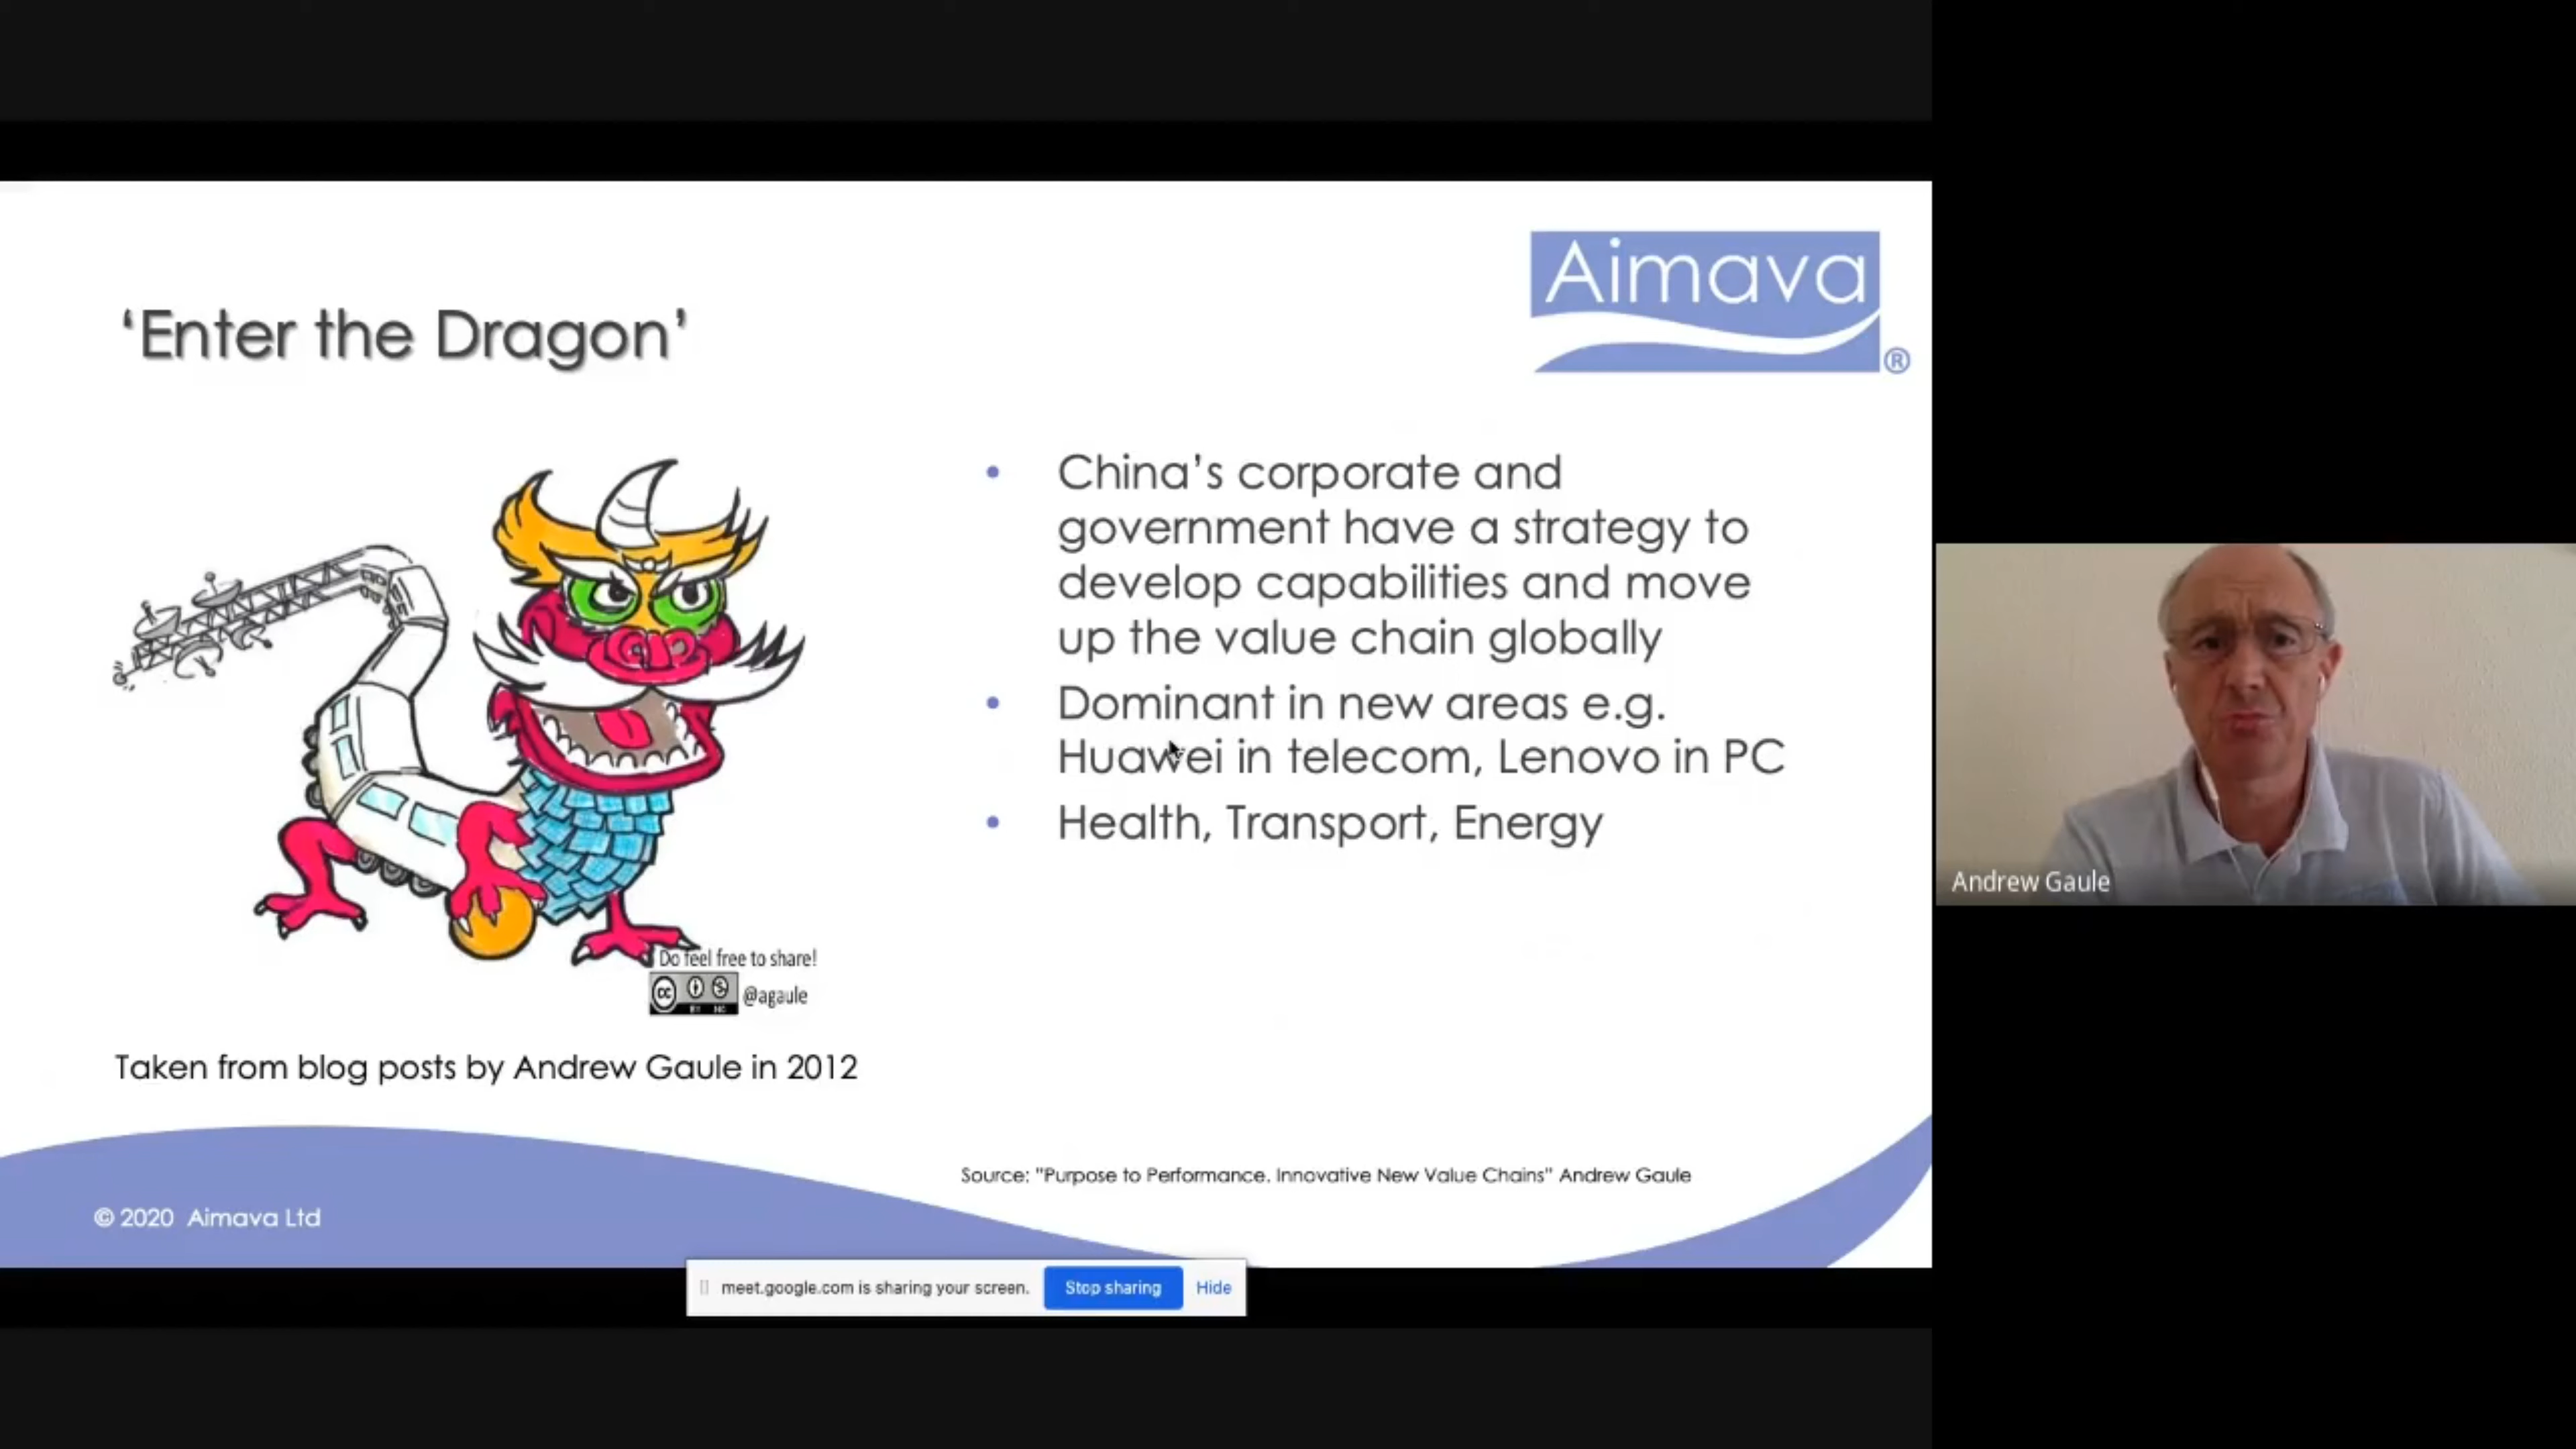 Aimava
®
‘Enter the Dragon’
• China’s corporate and
government have a strategy to
develop capabilities and move
up the value chain globally
• Dominant in new areas e.g.
Huawei in telecom, Lenovo in PC
• Health, Transport, Energy
Do feel free to share!
cc
BY NC
@agaule
Taken from blog posts by Andrew Gaule in 2012
Source: "Purpose to Performance. Innovative New Value Chains" Andrew Gaule
© 2020 Aimava Ltd
meet.google.com is sharing your screen. Stop sharing Hide
Andrew Gaule